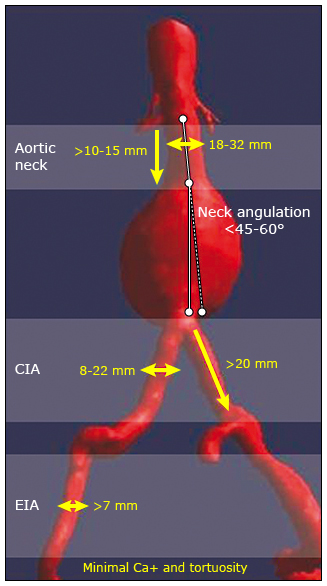 Aortic
neck
>10-15 mm
18-32 mm
Neck angulation
<45-60°
CIA
8-22 mm
>20 mm
EIA
>7 mm
Minimal Ca+ and tortuosity